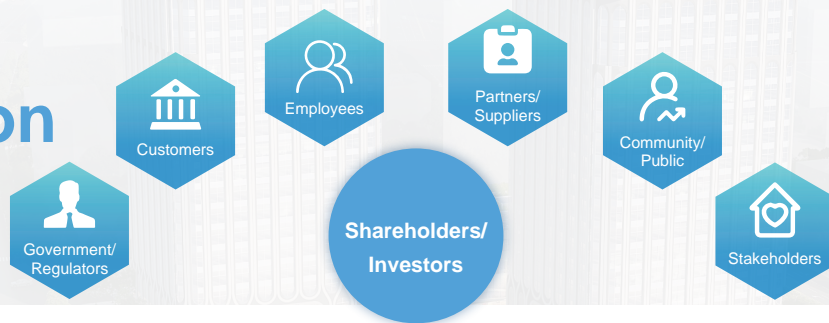 on
Government/
Regulators
Customers
Employees
Partners/
Suppliers
Community/
Public
Stakeholders
Shareholders/
Investors